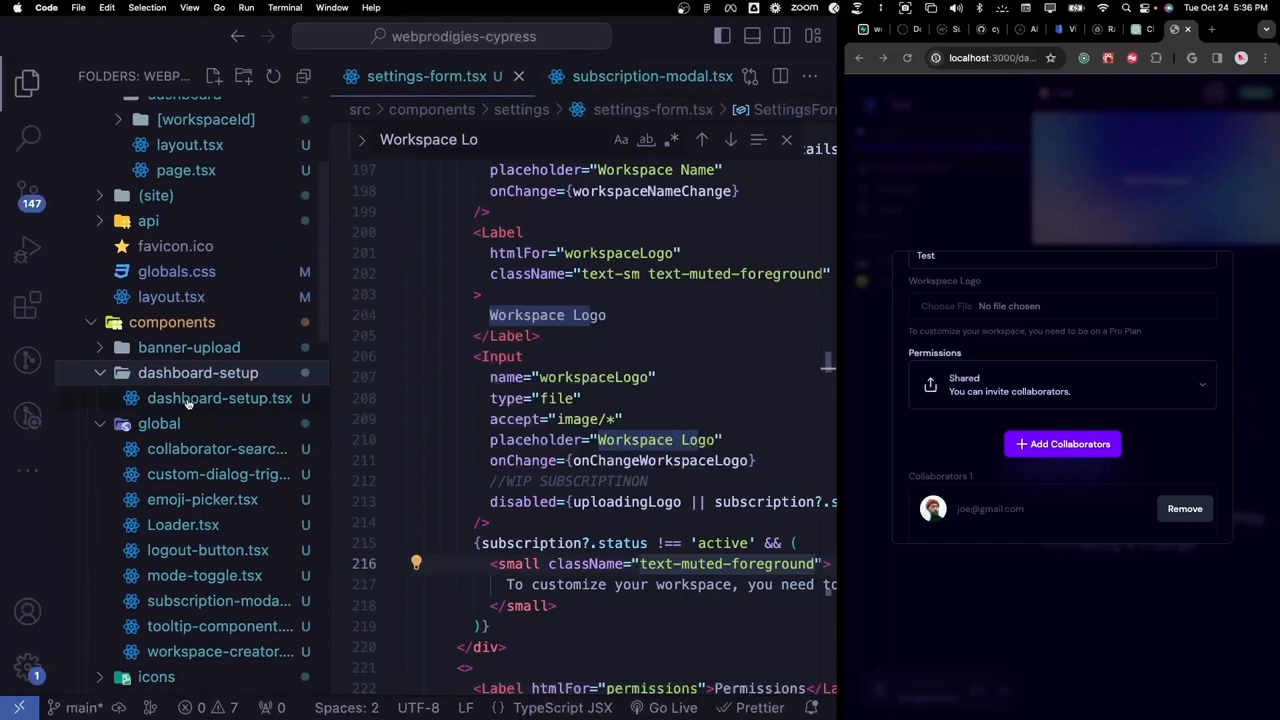 Code File Edit Selection View Go Run Terminal Window Help
zoom
Tue Oct 24 5:36 PM
webprodigies-cypress
localhost:3000/da...
FOLDERS: WEBP...
settings-form.tsx U
subscription-modal.tsx
src > components > settings > settings-form.tsx > SettingsForm
Workspace Lo
Aa ab
dashboard
[workspaceId]
layout.tsx U
page.tsx U
(site)
api
favicon.ico
globals.css M
layout.tsx M
components
banner-upload
dashboard-setup
dashboard-setup.tsx U
global
collaborator-searc... U
custom-dialog-trig... U
emoji-picker.tsx U
Loader.tsx U
logout-button.tsx U
mode-toggle.tsx U
subscription-moda... U
tooltip-component.... U
workspace-creator.... U
icons
147
1
197 placeholder="Workspace Name"
198 onChange={workspaceNameChange}
199 />
200 <Label
201 htmlFor="workspaceLogo"
202 className="text-sm text-muted-foreground"
203 >
204 Workspace Logo
205 </Label>
206 <Input
207 name="workspaceLogo"
208 type="file"
209 accept="image/*"
210 placeholder="Workspace Logo"
211 onChange={onChangeWorkspaceLogo}
212 //WIP SUBSCRIPTINON
213 disabled={uploadingLogo || subscription?.s
214 />
215 {subscription?.status !== 'active' && (
216 <small className="text-muted-foreground">
217 To customize your workspace, you need to
218 </small>
219 )}
220 </div>
221 <>
222 <Label htmlFor="permissions">Permissions</La
Test
Workspace Logo
Choose File No file chosen
To customize your workspace, you need to be on a Pro Plan
Permissions
Shared
You can invite collaborators.
+ Add Collaborators
Collaborators 1
joe@gmail.com
Remove
main* 0 7 0 Spaces: 2 UTF-8 LF TypeScript JSX Go Live Prettier